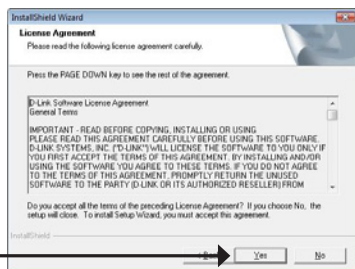 InstallShield Wizard
License Agreement
Please read the following license agreement carefully.
Press the PAGE DOWN key to see the rest of the agreement.
D-Link Software License Agreement
General Terms
IMPORTANT - READ BEFORE COPYING, INSTALLING OR USING
PLEASE READ THIS AGREEMENT CAREFULLY BEFORE USING THIS SOFTWARE.
D-LINK SYSTEMS, INC. ("D-LINK") WILL LICENSE THE SOFTWARE TO YOU ONLY IF
YOU FIRST ACCEPT THE TERMS OF THIS AGREEMENT. BY INSTALLING AND/OR
USING THE SOFTWARE YOU AGREE TO THESE TERMS. IF YOU DO NOT AGREE
TO THE TERMS OF THIS AGREEMENT, PROMPTLY RETURN THE UNUSED
SOFTWARE TO THE PARTY (D-LINK OR ITS AUTHORIZED RESELLER) FROM
Do you accept all the terms of the preceding License Agreement? If you choose No, the
setup will close. To install Setup Wizard, you must accept this agreement.
InstallShield
Yes
No